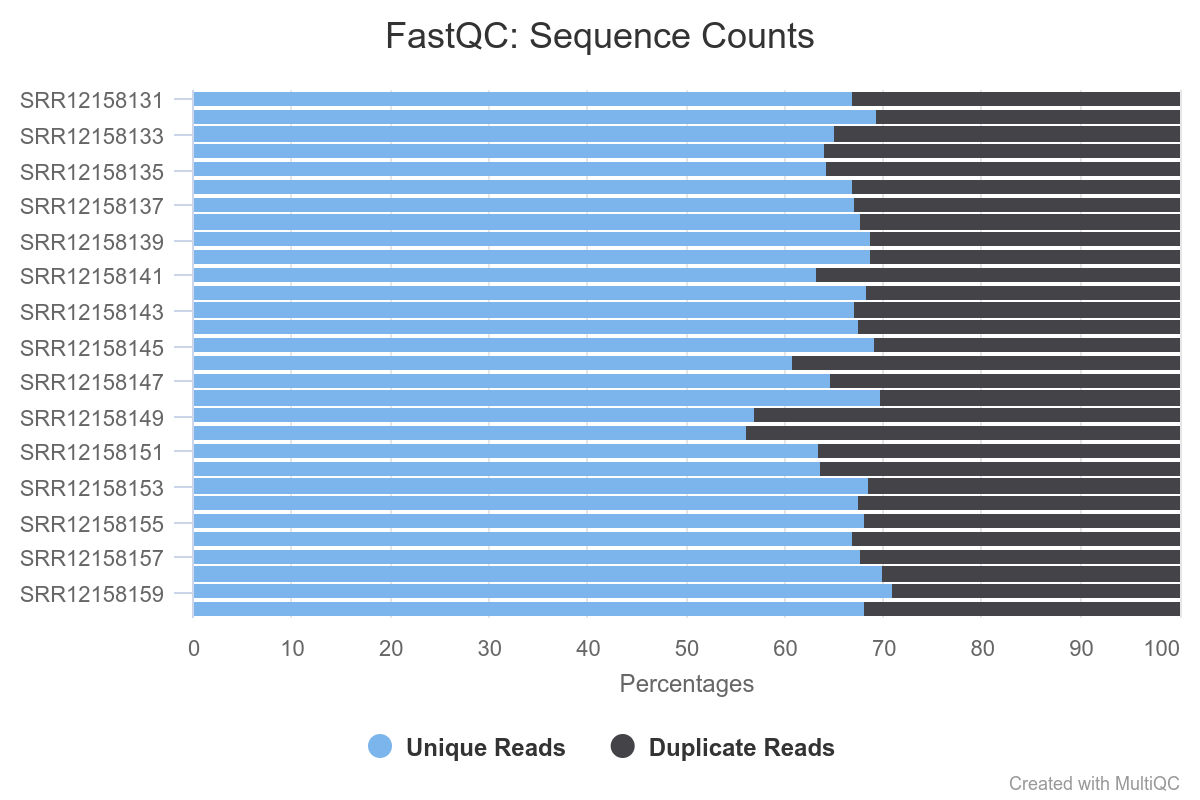 FastQC: Sequence Counts
SRR12158131
SRR12158133
SRR12158135
SRR12158137
SRR12158139
SRR12158141
SRR12158143
SRR12158145
SRR12158147
SRR12158149
SRR12158151
SRR12158153
SRR12158155
SRR12158157
SRR12158159
0 10 20 30 40 50 60 70 80 90 100
Percentages
Unique Reads Duplicate Reads
Created with MultiQC